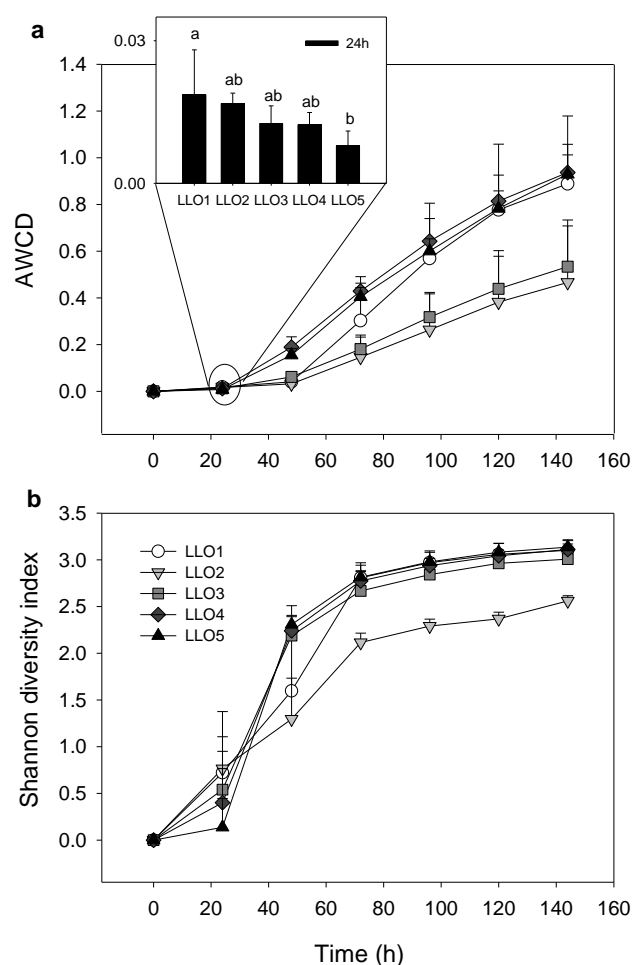 a
0.03
0.00
a
ab
ab
ab
b
24h
LLO1 LLO2 LLO3 LLO4 LLO5
AWCD
1.4
1.2
1.0
0.8
0.6
0.4
0.2
0.0
0 20 40 60 80 100 120 140 160
b
Shannon diversity index
3.5
3.0
2.5
2.0
1.5
1.0
0.5
0.0
LLO1
LLO2
LLO3
LLO4
LLO5
0 20 40 60 80 100 120 140 160
Time (h)